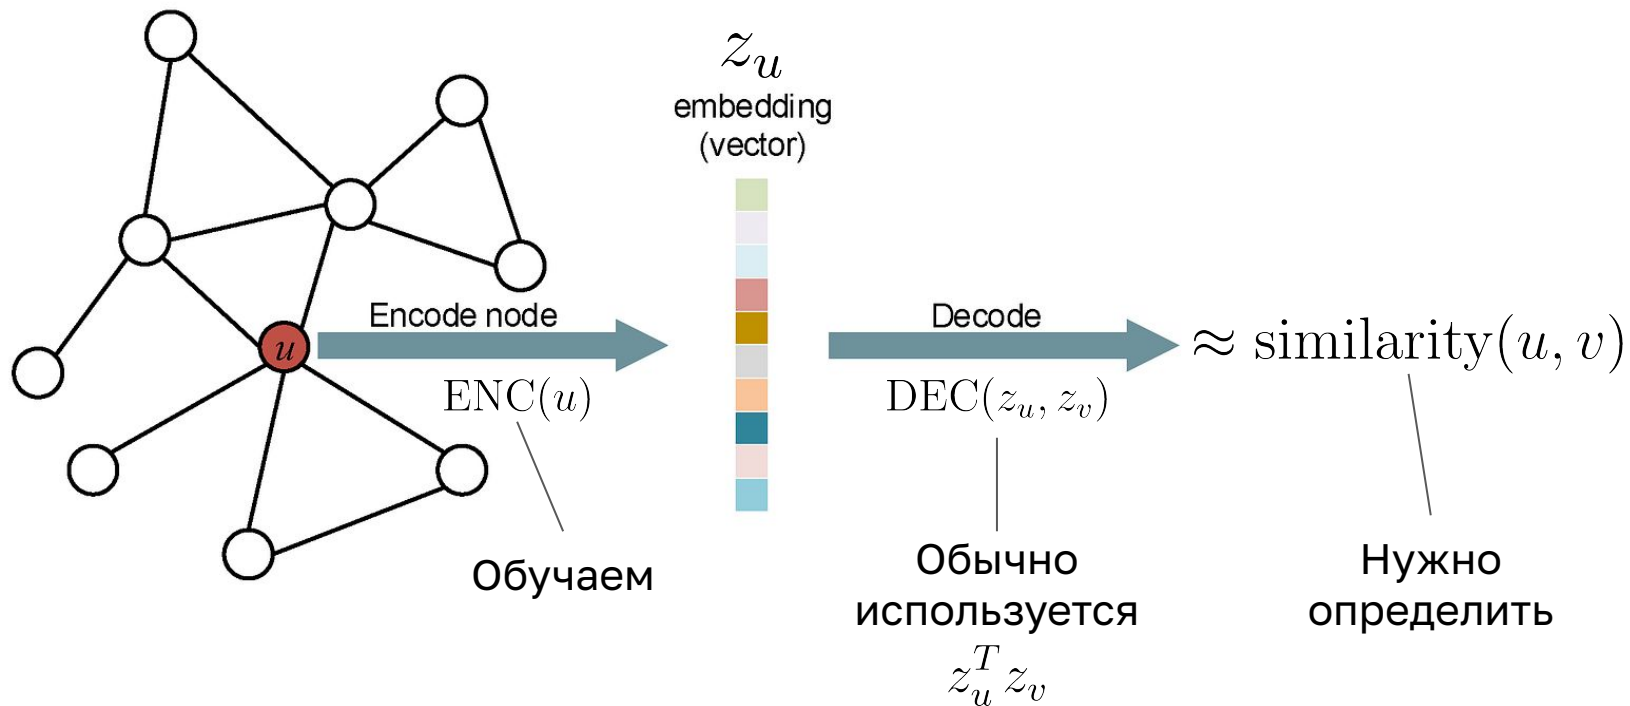 z_u
embedding
(vector)
u
Encode node
ENC(u)
Обучаем
Decode
DEC(z_u, z_v)
Обычно
используется
z_u^T z_v
≈ similarity(u, v)
Нужно
определить